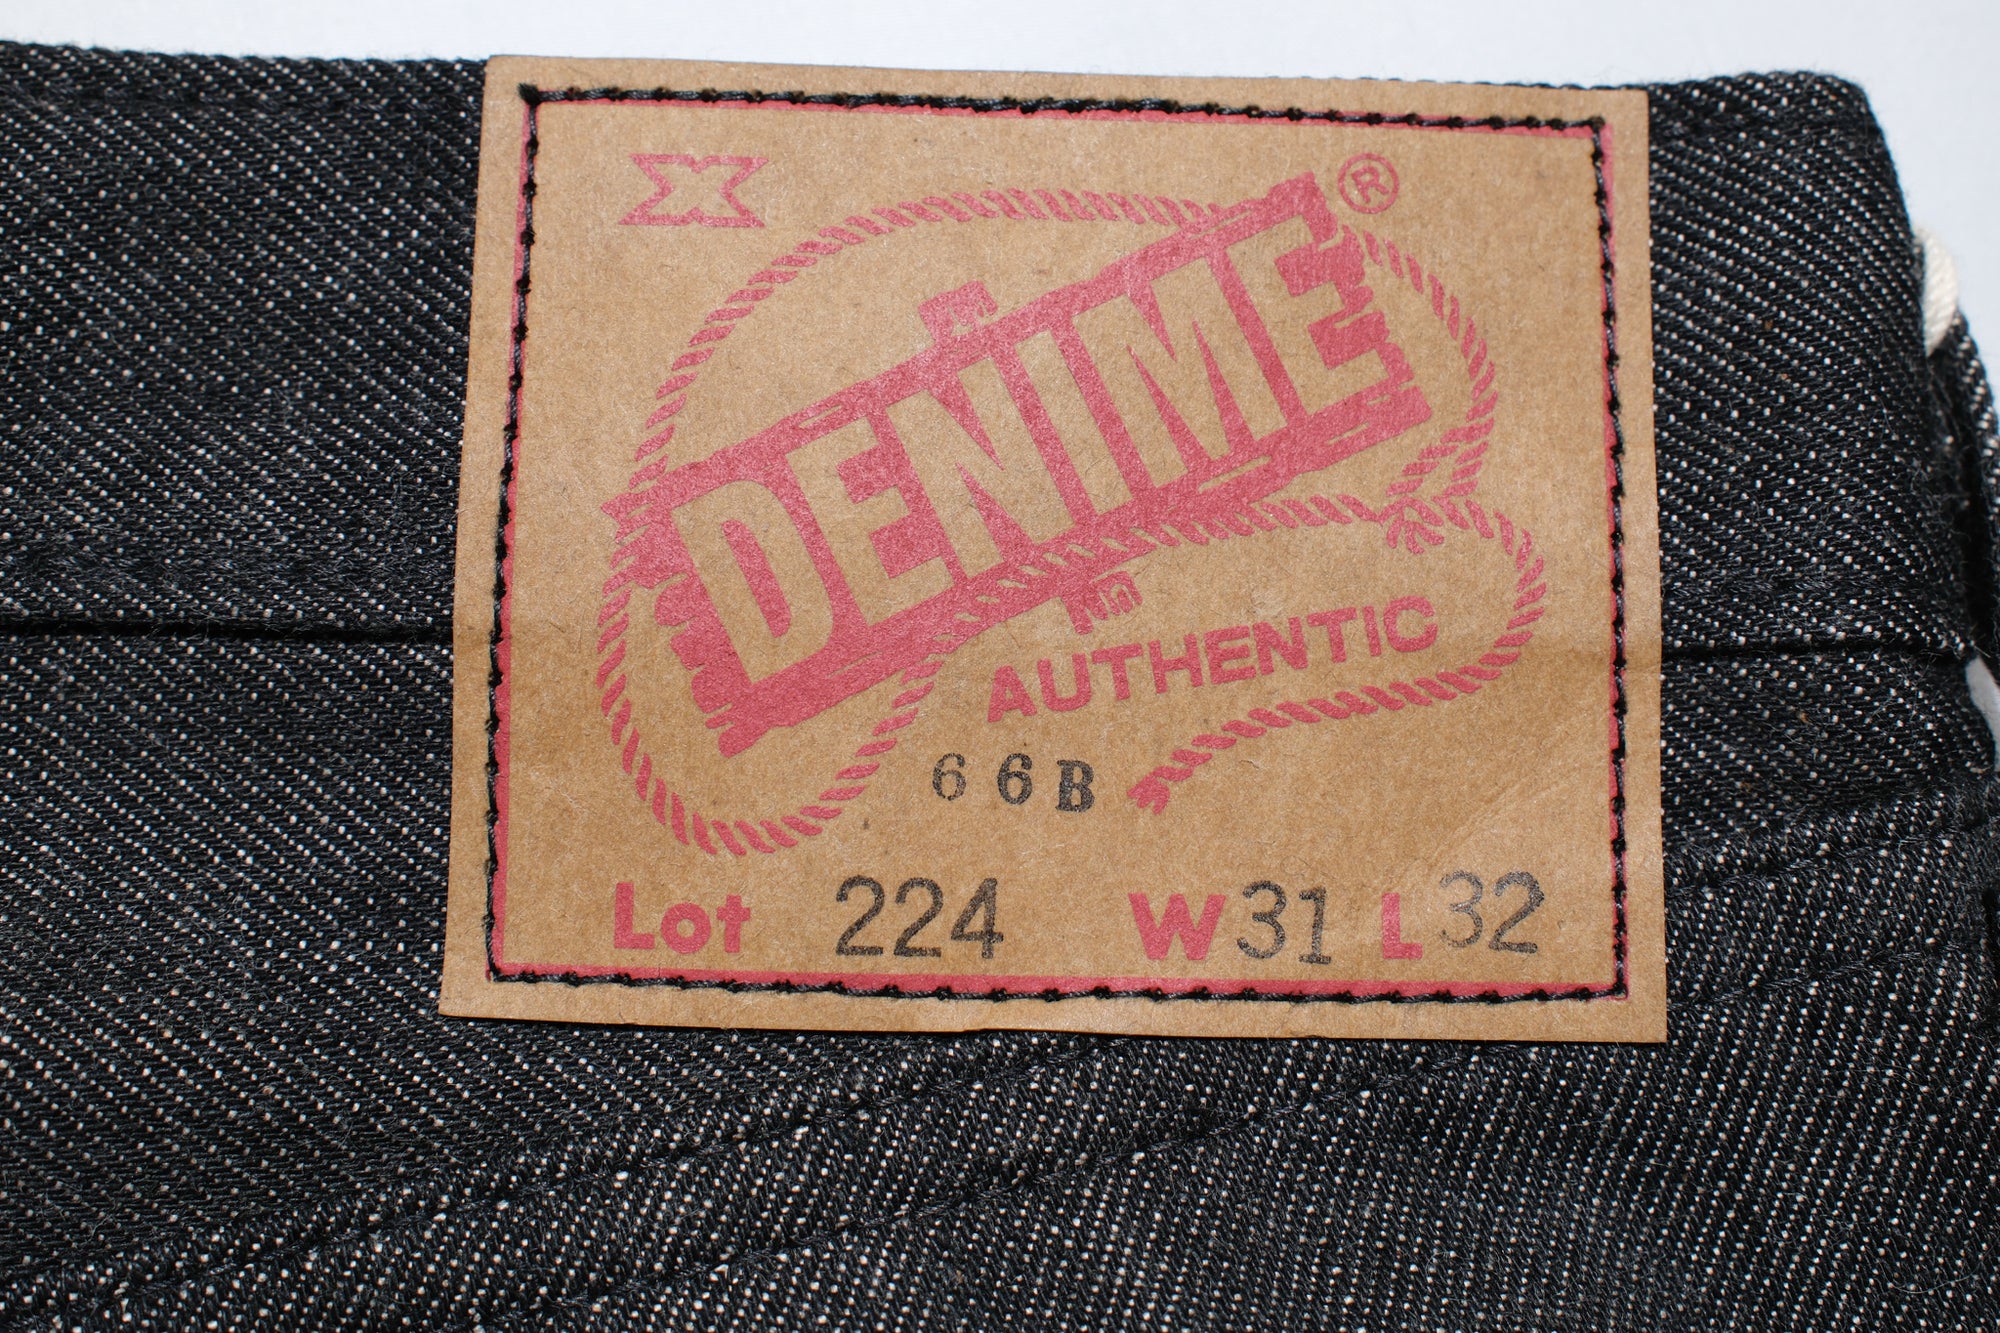 X
DENIME ®
AUTHENTIC
66B
Lot 224 W31 L32